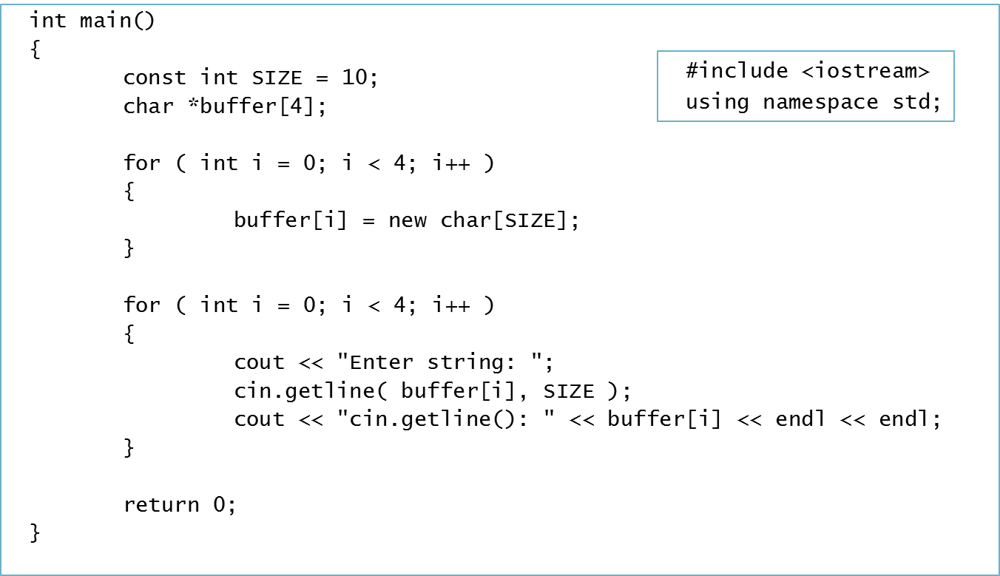 #include <iostream>
using namespace std;
int main()
{
const int SIZE = 10;
char *buffer[4];
for ( int i = 0; i < 4; i++ )
{
buffer[i] = new char[SIZE];
}
for ( int i = 0; i < 4; i++ )
{
cout << "Enter string: ";
cin.getline( buffer[i], SIZE );
cout << "cin.getline(): " << buffer[i] << endl << endl;
}
return 0;
}